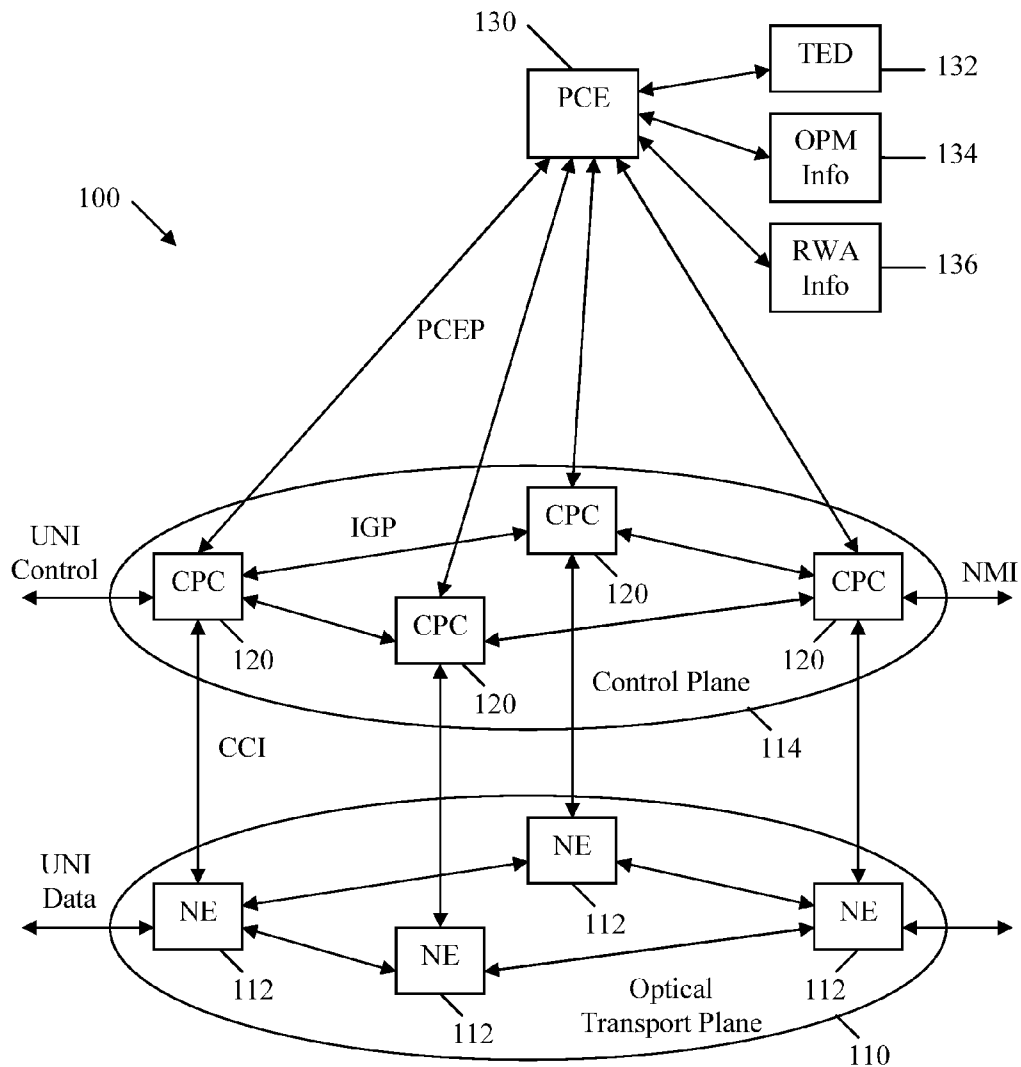 130
TED
132
PCE
OPM
Info
134
100
RWA
Info
136
PCEP
UNI
Control
IGP
CPC
CPC
120
CPC
NMI
CPC
120
120
120
Control Plane
114
CCI
UNI
Data
NE
NE
112
NE
NE
112
112
112
Optical
Transport Plane
110